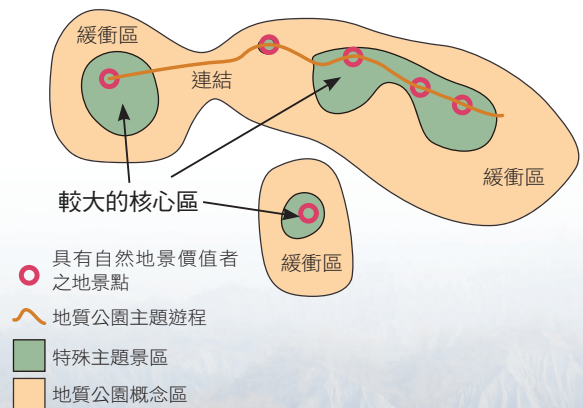 緩衝區
連結
緩衝區
較大的核心區
緩衝區
具有自然地景價值者
之地景點
地質公園主題遊程
特殊主題景區
地質公園概念區